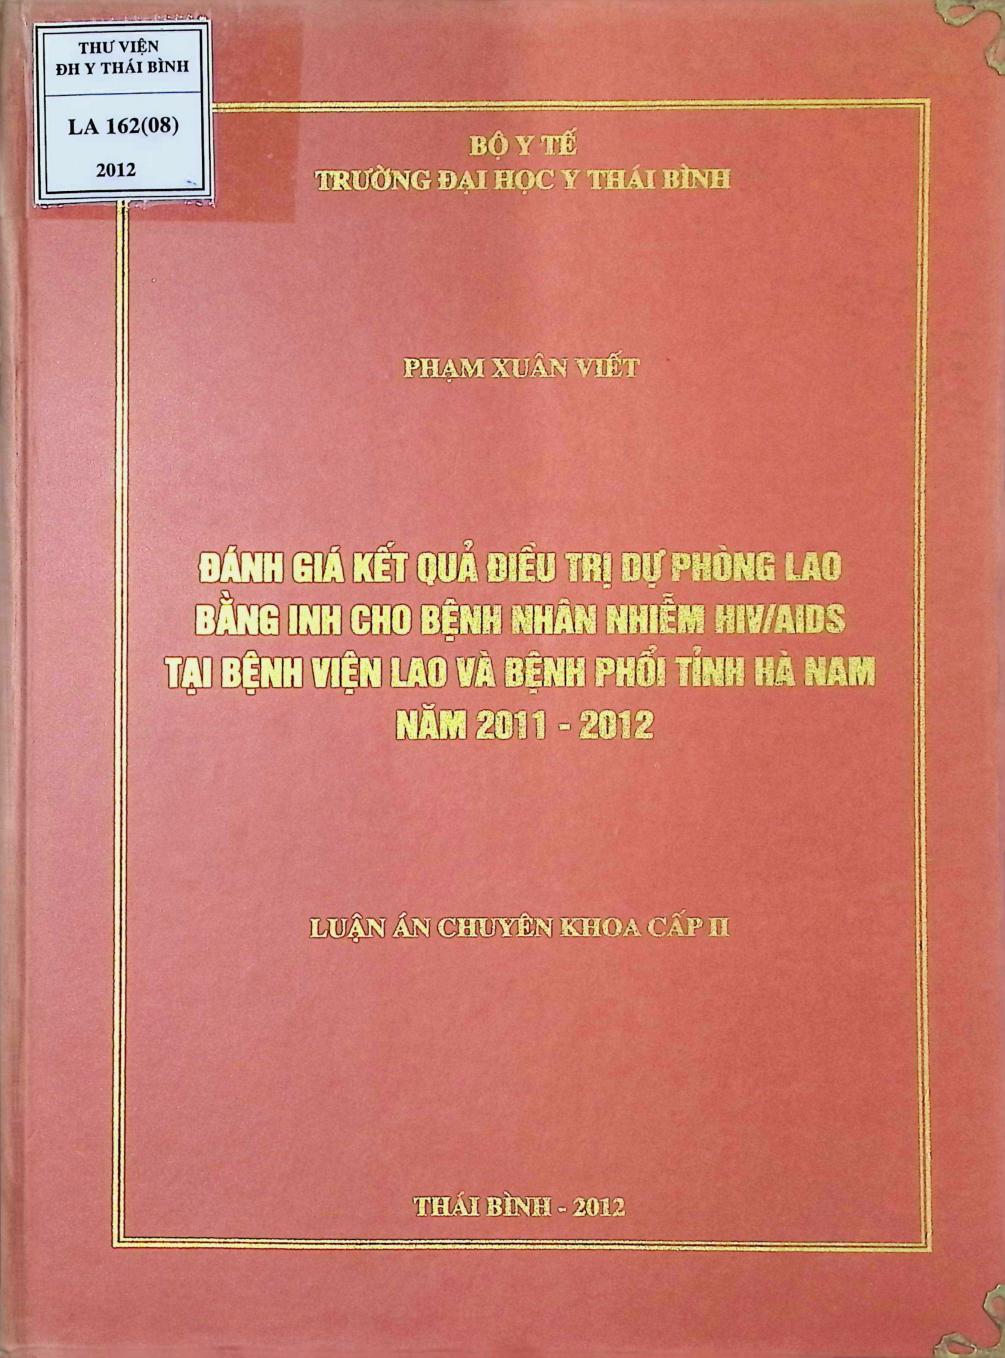 THƯ VIỆN
ĐH Y THÁI BÌNH
LA 162(08)
2012
BỘ Y TẾ
TRƯỜNG ĐẠI HỌC Y THÁI BÌNH
PHẠM XUÂN VIẾT
ĐÁNH GIÁ KẾT QUẢ ĐIỀU TRỊ DỰ PHÒNG LAO
BẰNG INH CHO BỆNH NHÂN NHIỄM HIV/AIDS
TẠI BỆNH VIỆN LAO VÀ BỆNH PHỔI TỈNH HÀ NAM
NĂM 2011 - 2012
LUẬN ÁN CHUYÊN KHOA CẤP II
THÁI BÌNH - 2012